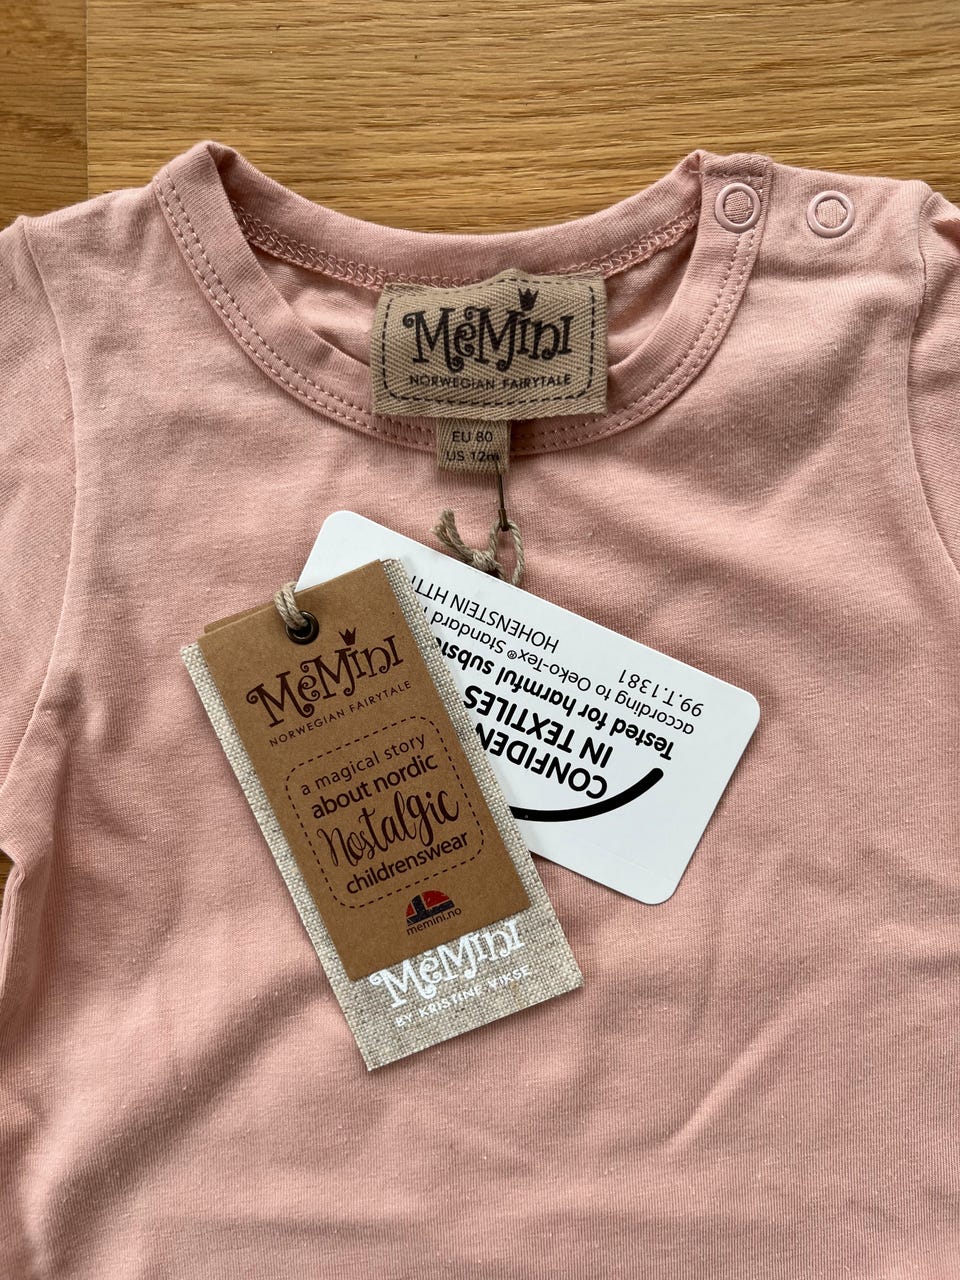 MeMini
NORWEGIAN FAIRYTALE
EU 80
US 12m
MeMini
NORWEGIAN FAIRYTALE
a magical story
about nordic
Nostalgic
childrenswear
memini.no
MeMini
BY KRISTINE VIKSE
CONFIDEN
IN TEXTILES
Tested for harmful subst
according to Oeko-Tex® Standard
99.T.1381
HOHENSTEIN HTTI